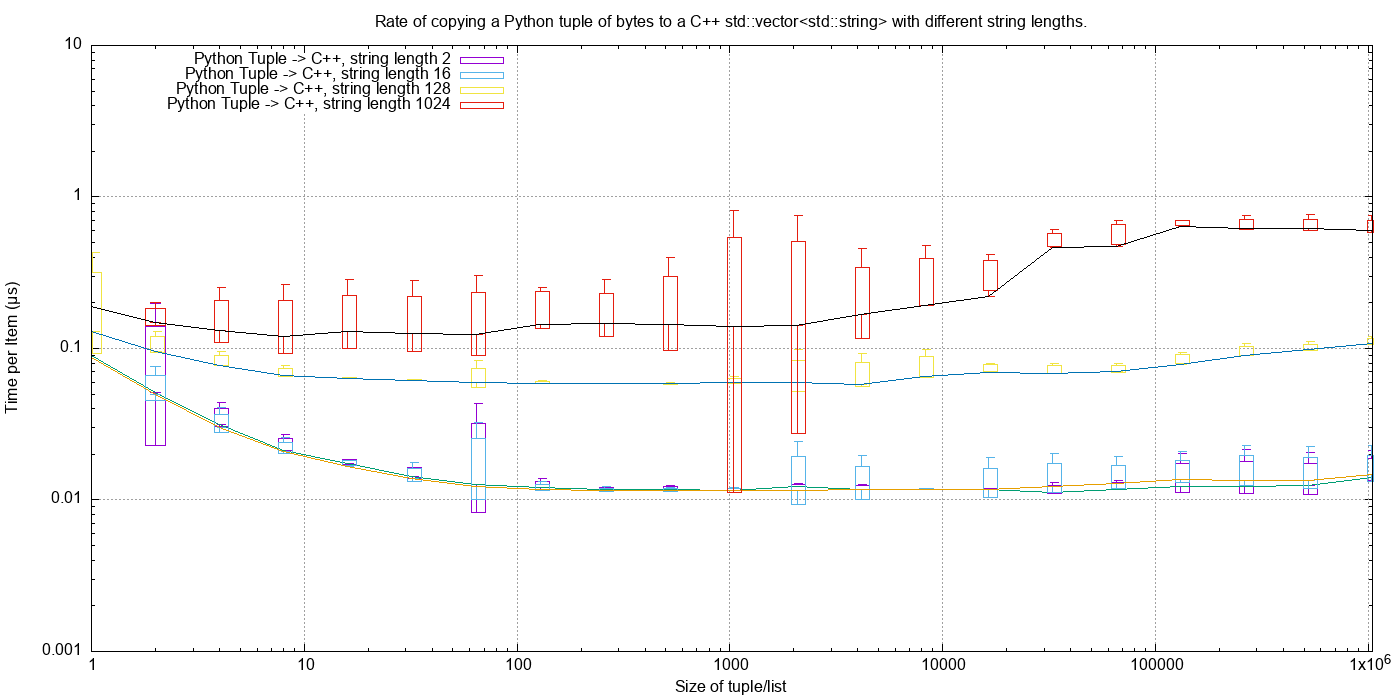 Rate of copying a Python tuple of bytes to a C++ std::vector<std::string> with different string lengths.
Python Tuple -> C++, string length 2
Python Tuple -> C++, string length 16
Python Tuple -> C++, string length 128
Python Tuple -> C++, string length 1024
10
1
0.1
0.01
0.001
Time per Item (µs)
1 10 100 1000 10000 100000 1x10⁶
Size of tuple/list